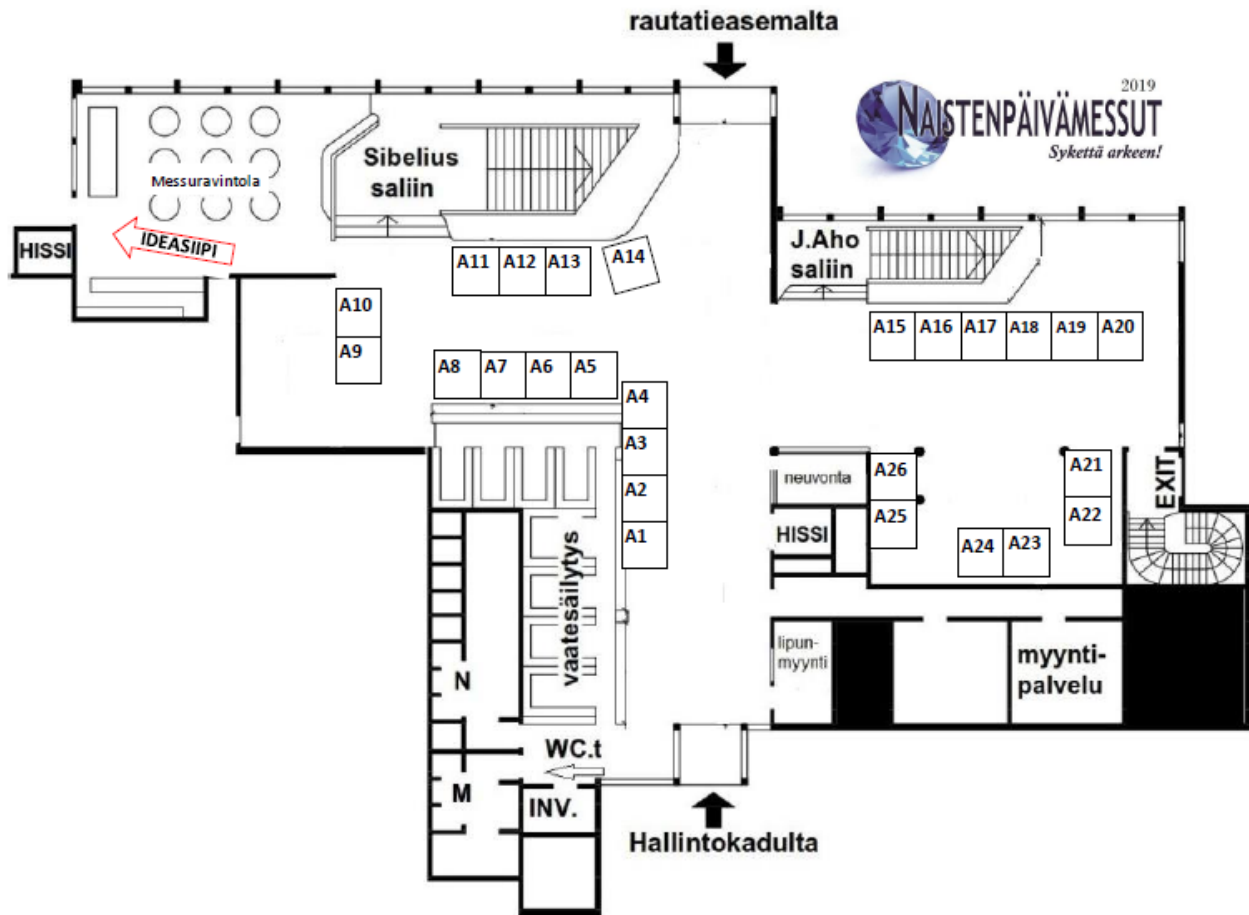 rautatieasemalta
2019
NAISTENPÄIVÄMESSUT
Sykettä arkeen!
Sibelius
saliin
Messuravintola
IDEASIIPI
HISSI
J.Aho
saliin
A11 A12 A13 A14
A10
A9
A15 A16 A17 A18 A19 A20
A8 A7 A6 A5
A4
A3
A2
A1
neuvonta
HISSI
A26
A25
A24 A23
A21
A22
EXIT
vaatesäilytys
lipun-
myynti
myynti-
palvelu
N
WC.t
M
INV.
Hallintokadulta